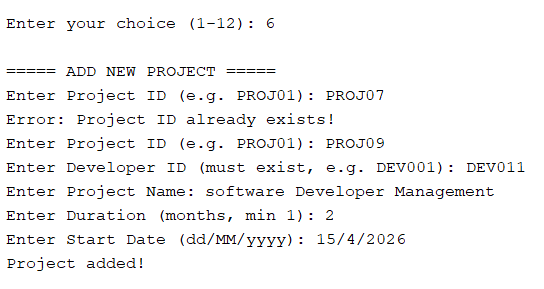 Enter your choice (1-12): 6
===== ADD NEW PROJECT =====
Enter Project ID (e.g. PROJ01): PROJ07
Error: Project ID already exists!
Enter Project ID (e.g. PROJ01): PROJ09
Enter Developer ID (must exist, e.g. DEV001): DEV011
Enter Project Name: software Developer Management
Enter Duration (months, min 1): 2
Enter Start Date (dd/MM/yyyy): 15/4/2026
Project added!